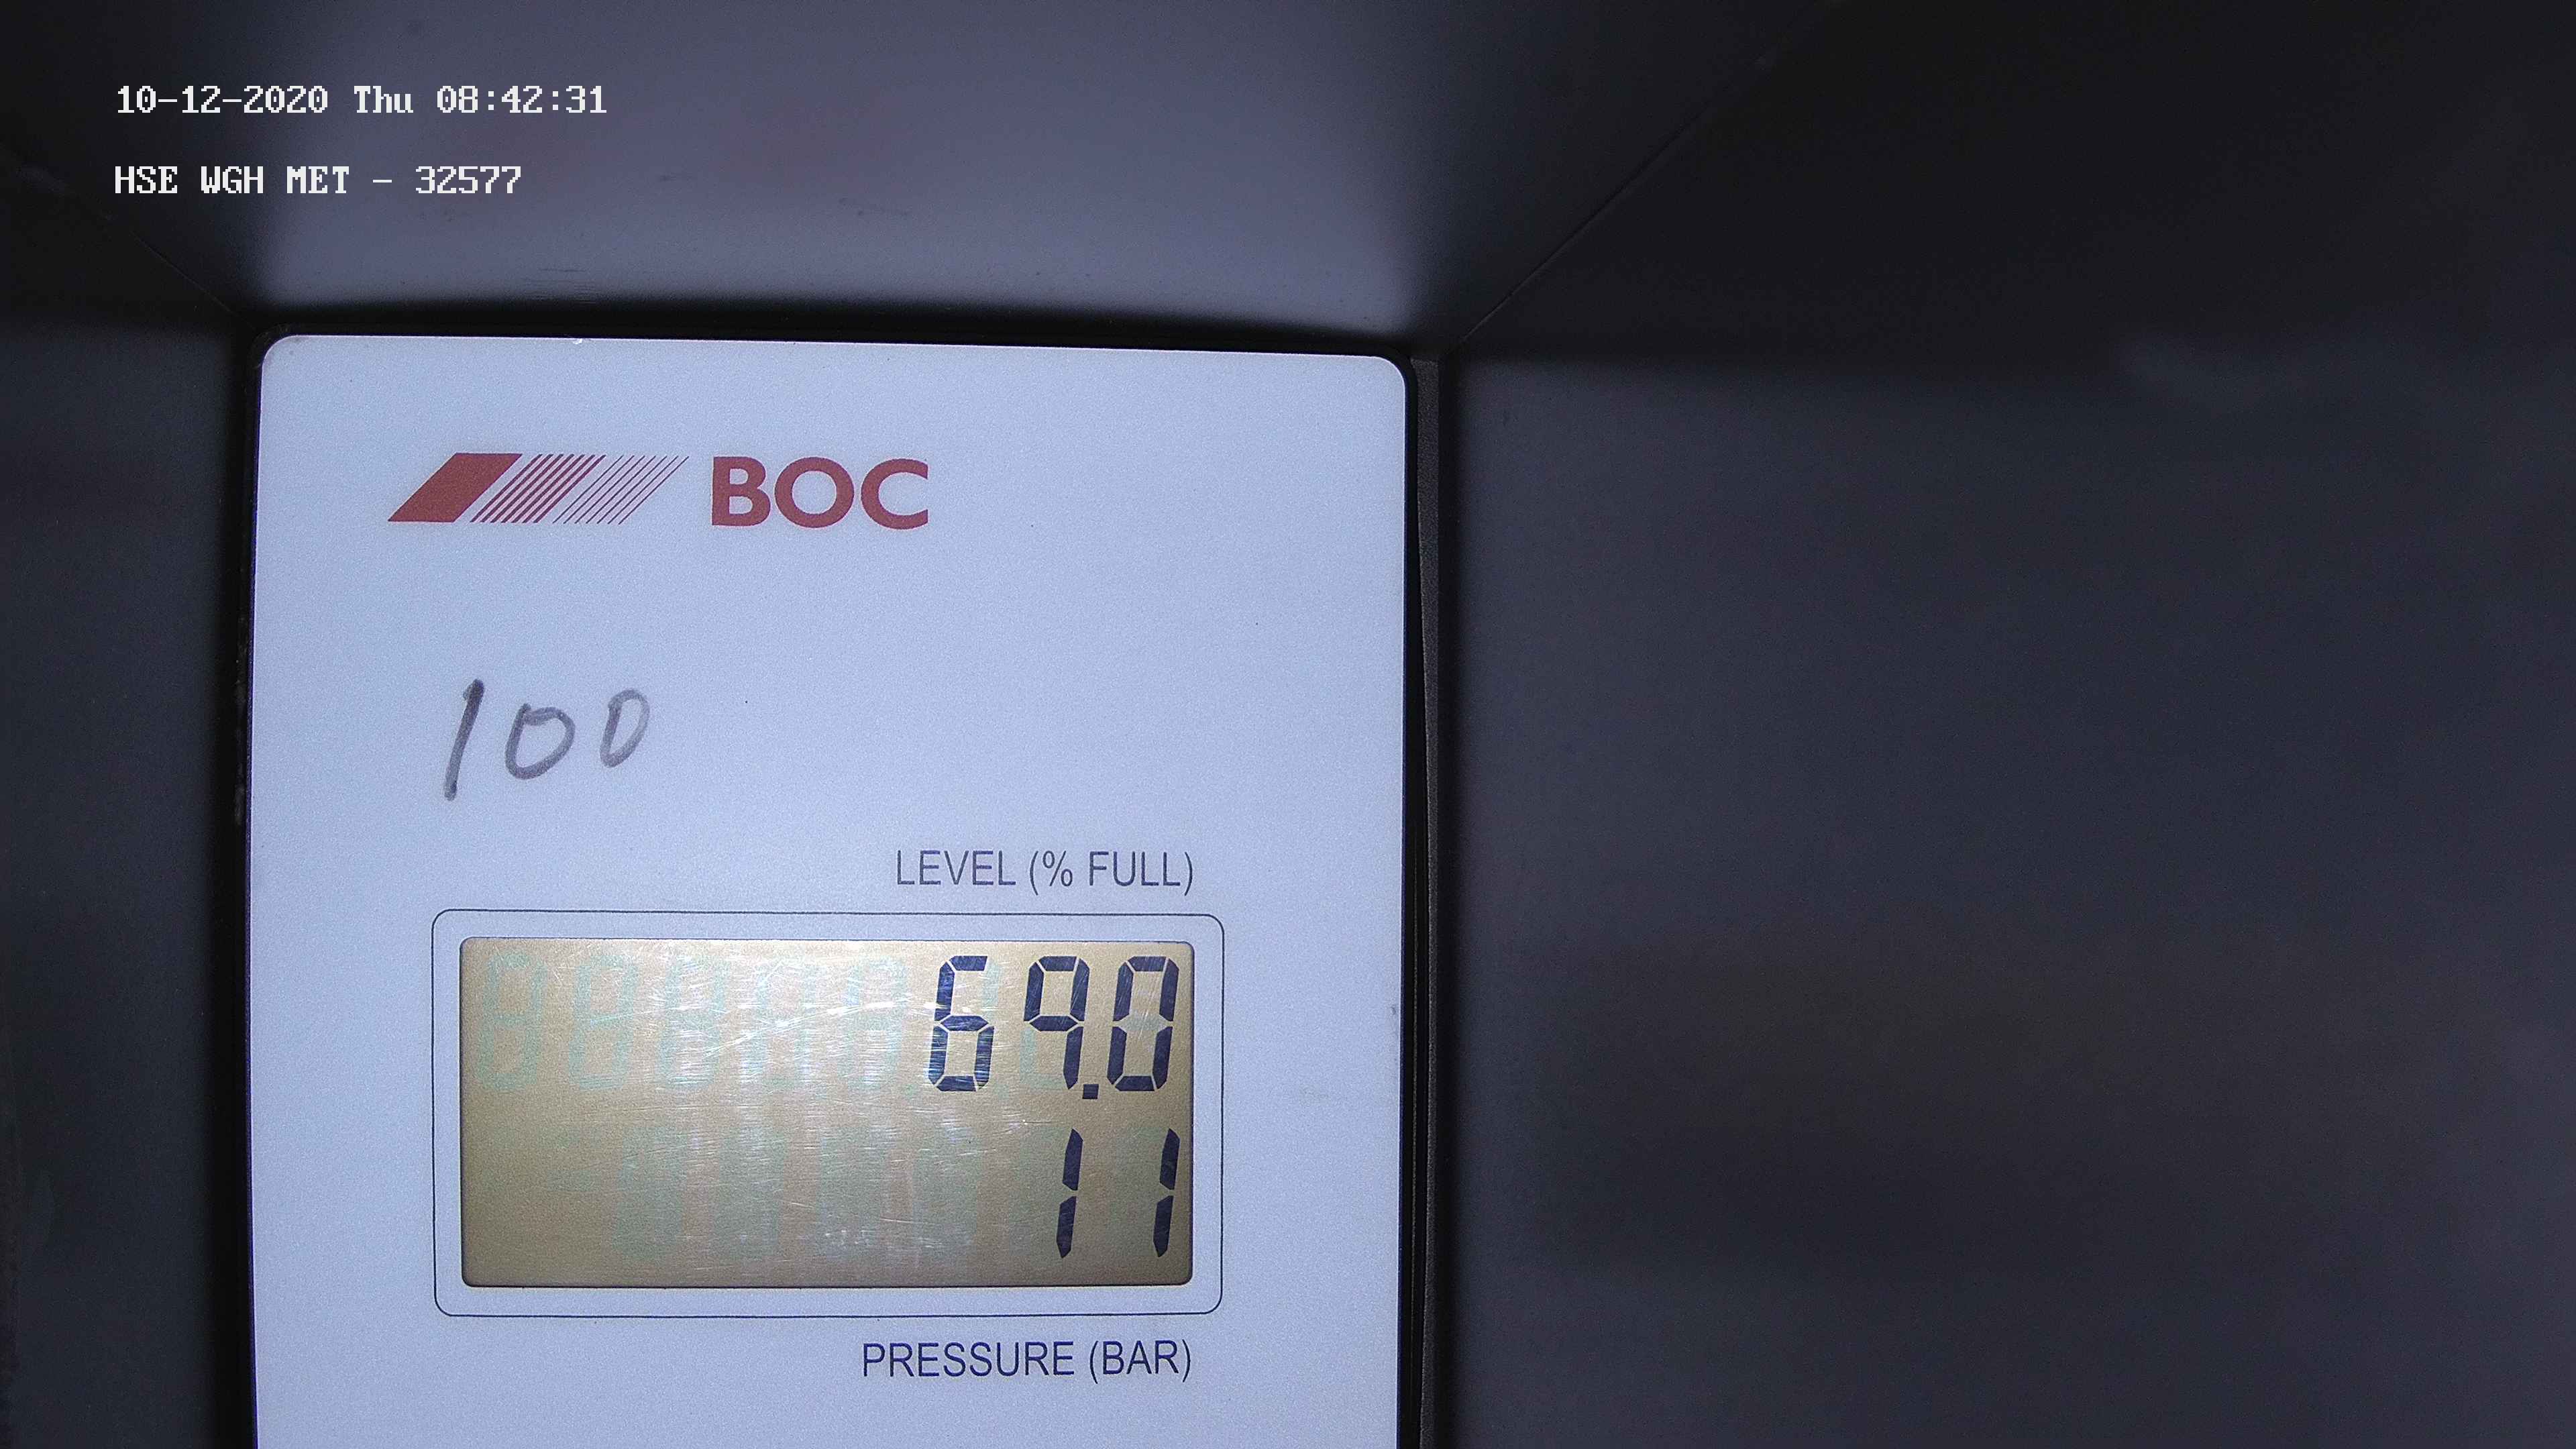 10-12-2020 Thu 08:42:31
HSE WGH MET - 32577
BOC
100
LEVEL (% FULL)
69.0
11
PRESSURE (BAR)